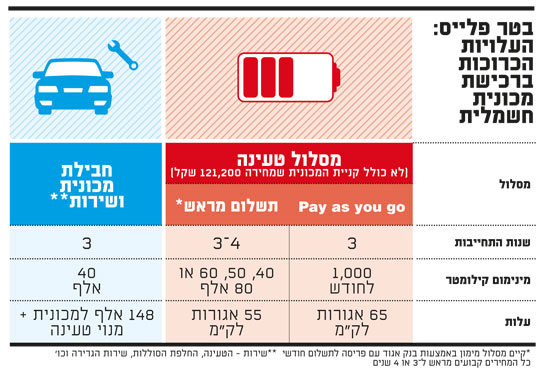 בטר פלייס:
העלויות
הכרוכות
ברכישת
מכונית
חשמלית
מסלול
מסלול טעינה
(לא כולל קניית המכונית שמחירה 121,200 שקל)
Pay as you go
תשלום מראש*
חבילת
מכונית
ושירות**
שנות התחייבות
3
3־4
3
מינימום קילומטר
1,000
לחודש
40, 50, 60 או
80 אלף
40
אלף
עלות
65 אגורות
לק"מ
55 אגורות
לק"מ
148 אלף למכונית +
מנוי טעינה
*קיים מסלול מימון באמצעות בנק אגוד עם פריסה לתשלום חודשי **שירות - הטעינה, החלפת הסוללות, שירות הגרירה וכו'
כל המחירים קבועים מראש ל־3 או 4 שנים